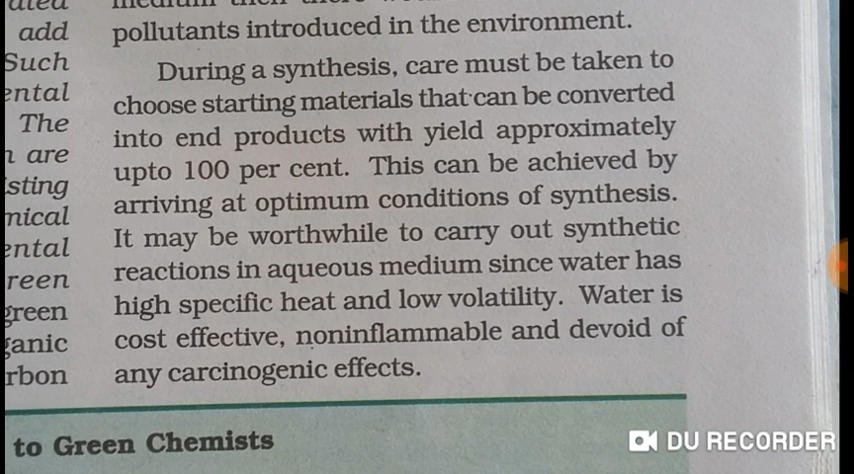 add
Such
The
are
pollutants introduced in the environment.
During a synthesis, care must be taken to
choose starting materials that can be converted
into end products with yield approximately
upto 100 per cent. This can be achieved by
arriving at optimum conditions of synthesis.
It may be worthwhile to carry out synthetic
reactions in aqueous medium since water has
high specific heat and low volatility. Water is
cost effective, noninflammable and devoid of
any carcinogenic effects.
to Green Chemists
DU RECORDER